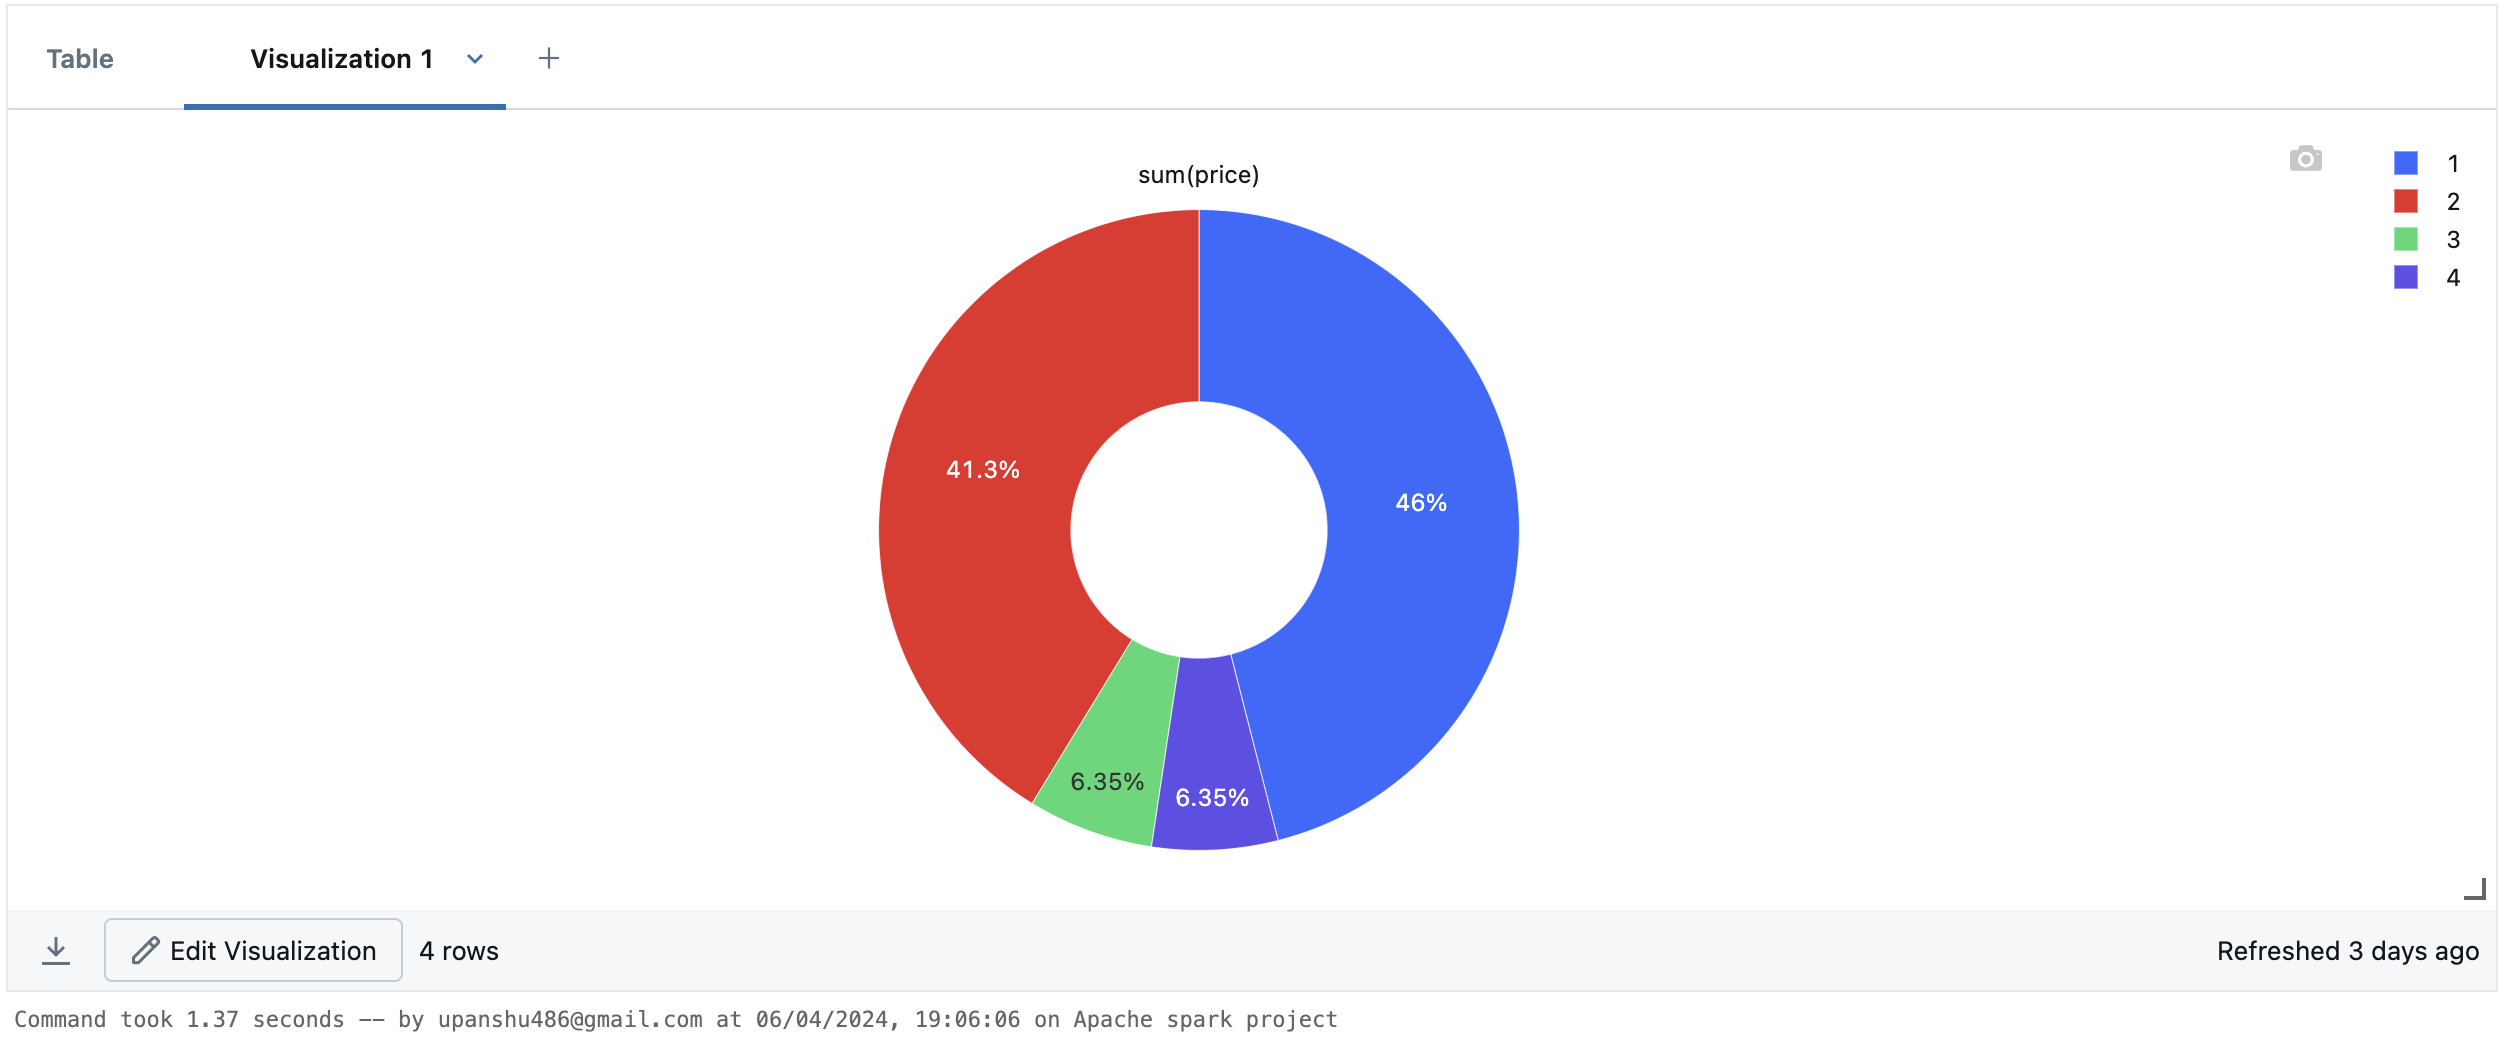 Table Visualization 1
sum(price)
1
2
3
4
41.3%
46%
6.35%
6.35%
Edit Visualization 4 rows Refreshed 3 days ago
Command took 1.37 seconds -- by upanshu486@gmail.com at 06/04/2024, 19:06:06 on Apache spark project